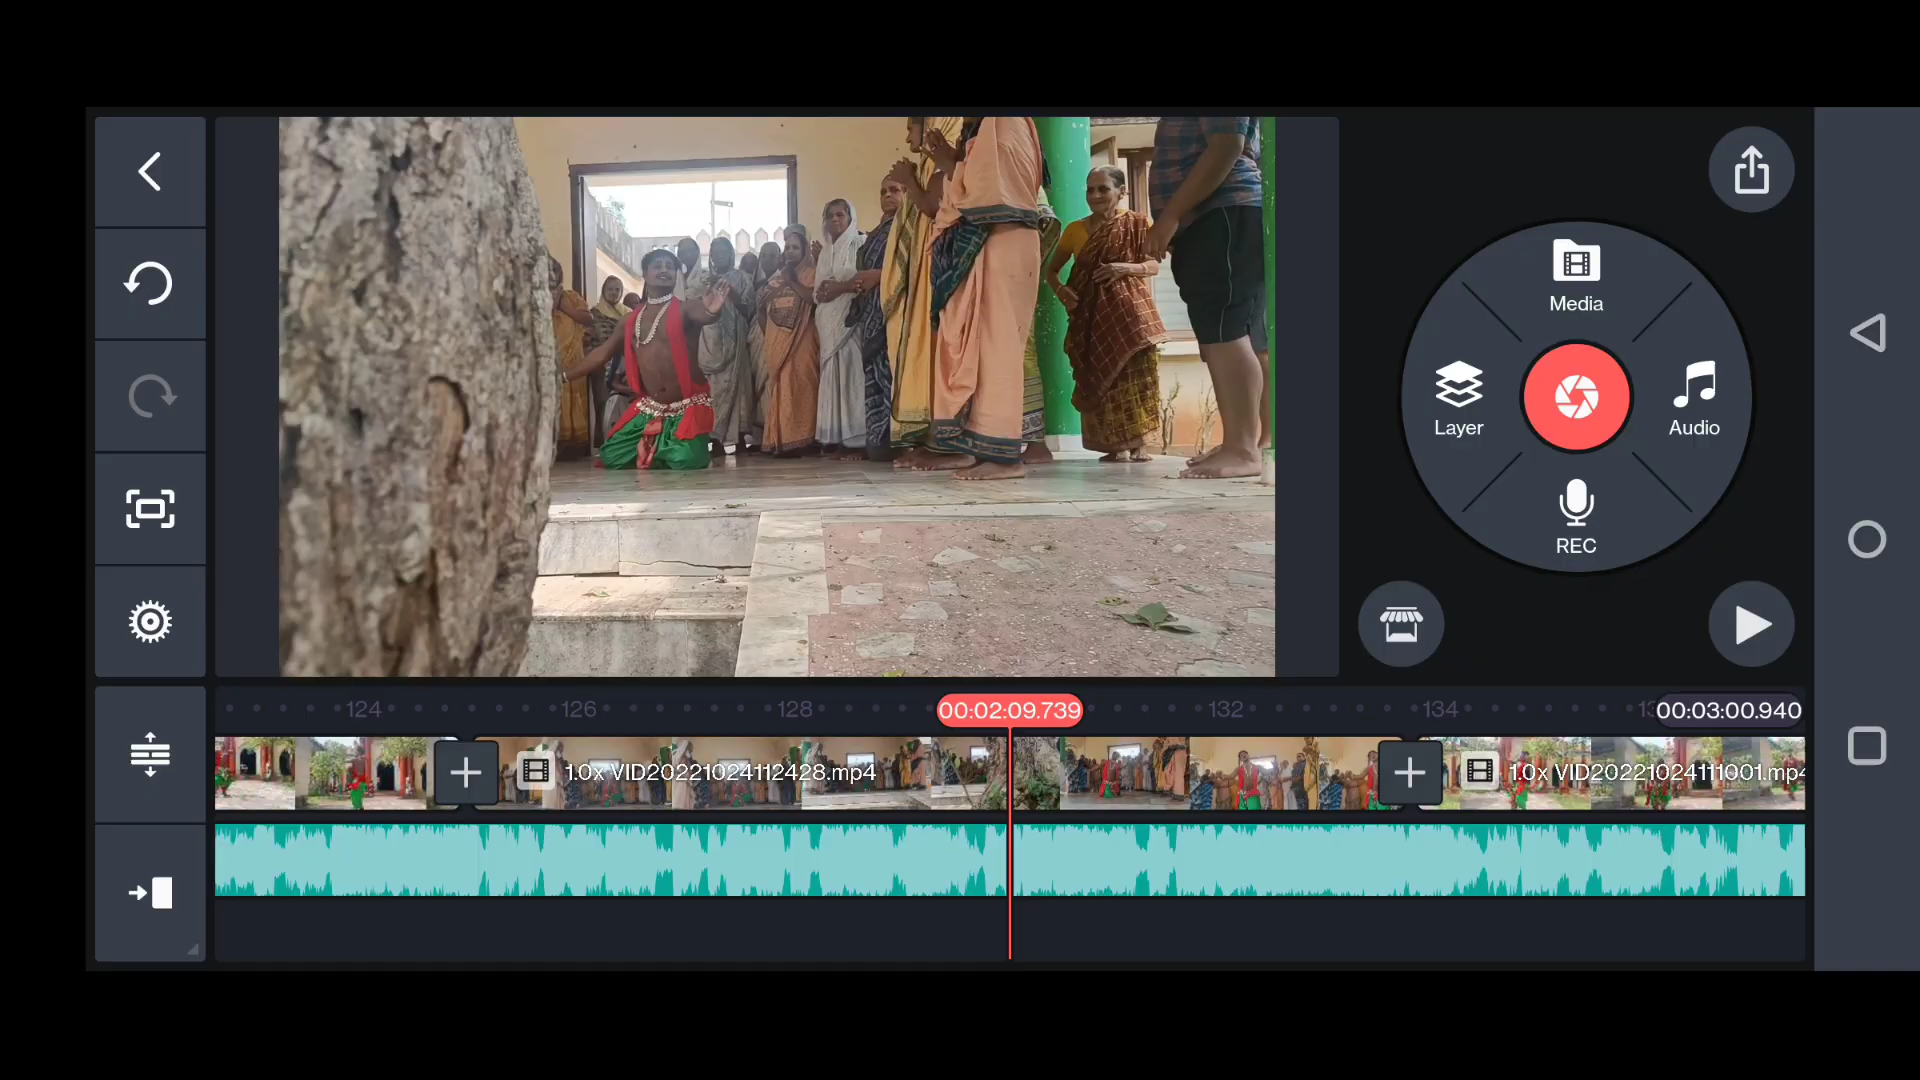 Media
Layer
Audio
REC
124
126
128
00:02:09.739
132
134
00:03:00.940
1.0x VID20221024112428.mp4
1.0x VID20221024111001.mp4